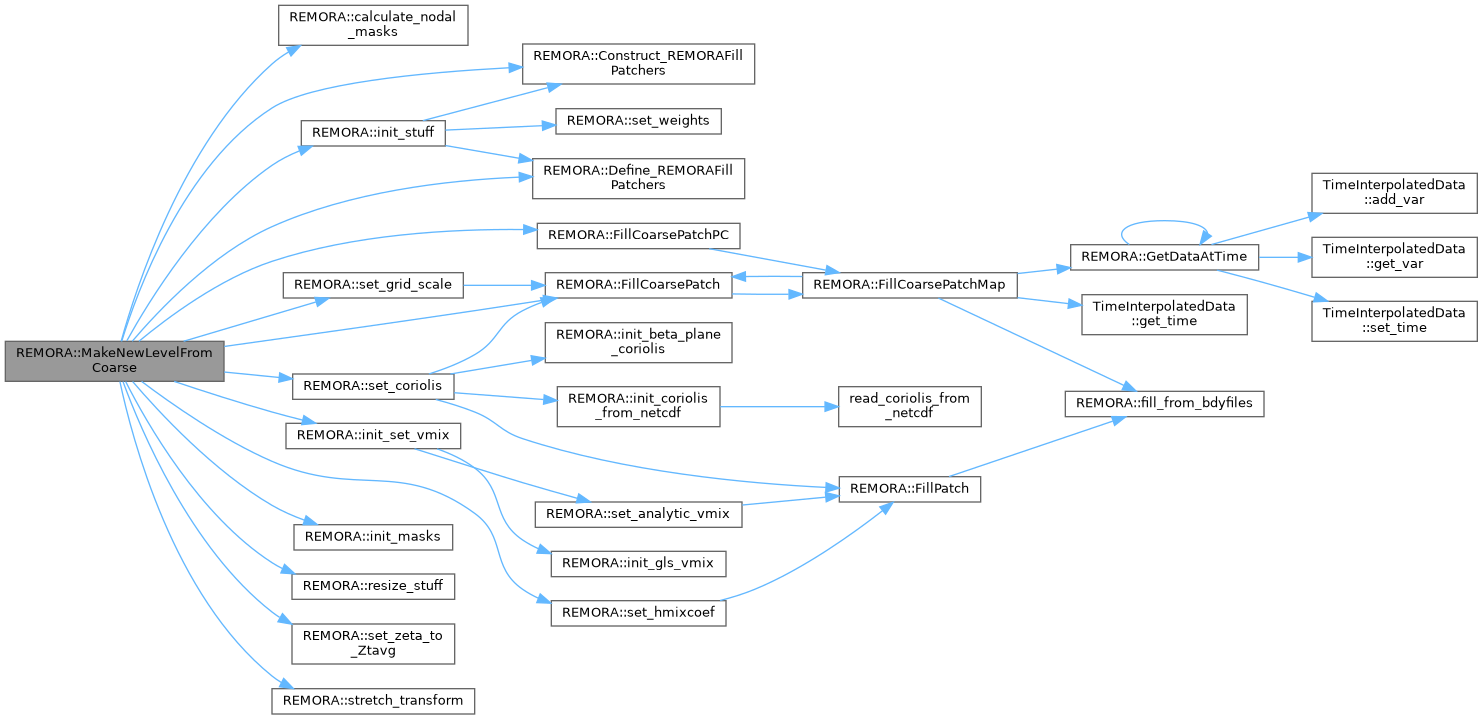 REMORA::MakeNewLevelFrom
Coarse
REMORA::calculate_nodal
_masks
REMORA::Construct_REMORAFill
Patchers
REMORA::init_stuff
REMORA::set_weights
REMORA::Define_REMORAFill
Patchers
REMORA::FillCoarsePatchPC
REMORA::set_grid_scale
REMORA::FillCoarsePatch
REMORA::FillCoarsePatchMap
REMORA::GetDataAtTime
TimeInterpolatedData
::add_var
TimeInterpolatedData
::get_var
TimeInterpolatedData
::set_time
TimeInterpolatedData
::get_time
REMORA::init_beta_plane
_coriolis
REMORA::set_coriolis
REMORA::init_coriolis
_from_netcdf
read_coriolis_from
_netcdf
REMORA::fill_from_bdyfiles
REMORA::init_set_vmix
REMORA::FillPatch
REMORA::set_analytic_vmix
REMORA::init_masks
REMORA::init_gls_vmix
REMORA::resize_stuff
REMORA::set_hmixcoef
REMORA::set_zeta_to
_Ztavg
REMORA::stretch_transform